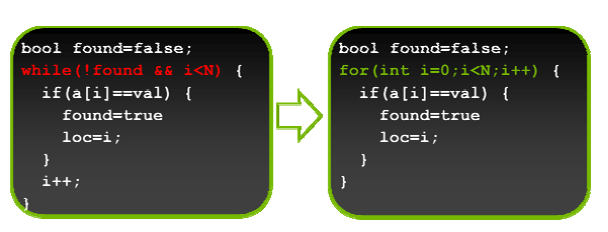 bool found=false;
while(!found && i<N) {
  if(a[i]==val) {
    found=true
    loc=i;
  }
  i++;
}
bool found=false;
for(int i=0;i<N;i++) {
  if(a[i]==val) {
    found=true
    loc=i;
  }
}